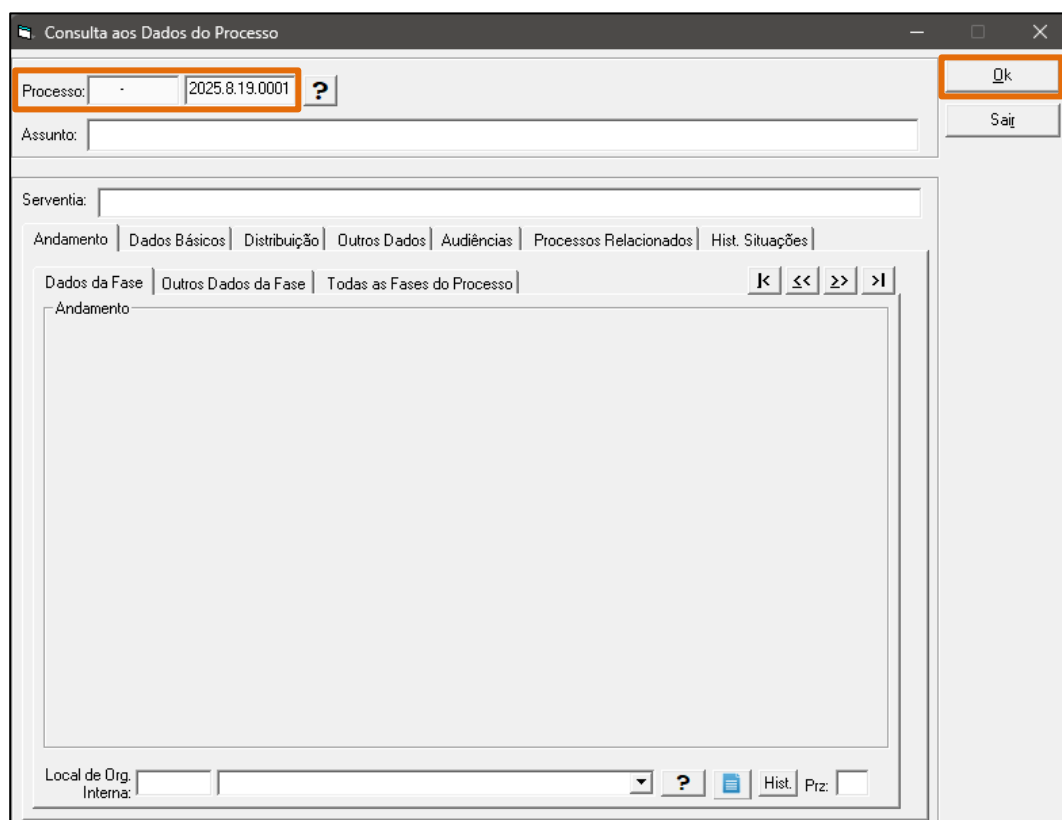 Consulta aos Dados do Processo
Processo: - 2025.8.19.0001 ?
Ok
Assunto:
Sair
Serventia:
Andamento Dados Básicos Distribuição Outros Dados Audiências Processos Relacionados Hist. Situações
Dados da Fase Outros Dados da Fase Todas as Fases do Processo |< << >> >|
Andamento
Local de Org. Interna: ? Hist. Prz: